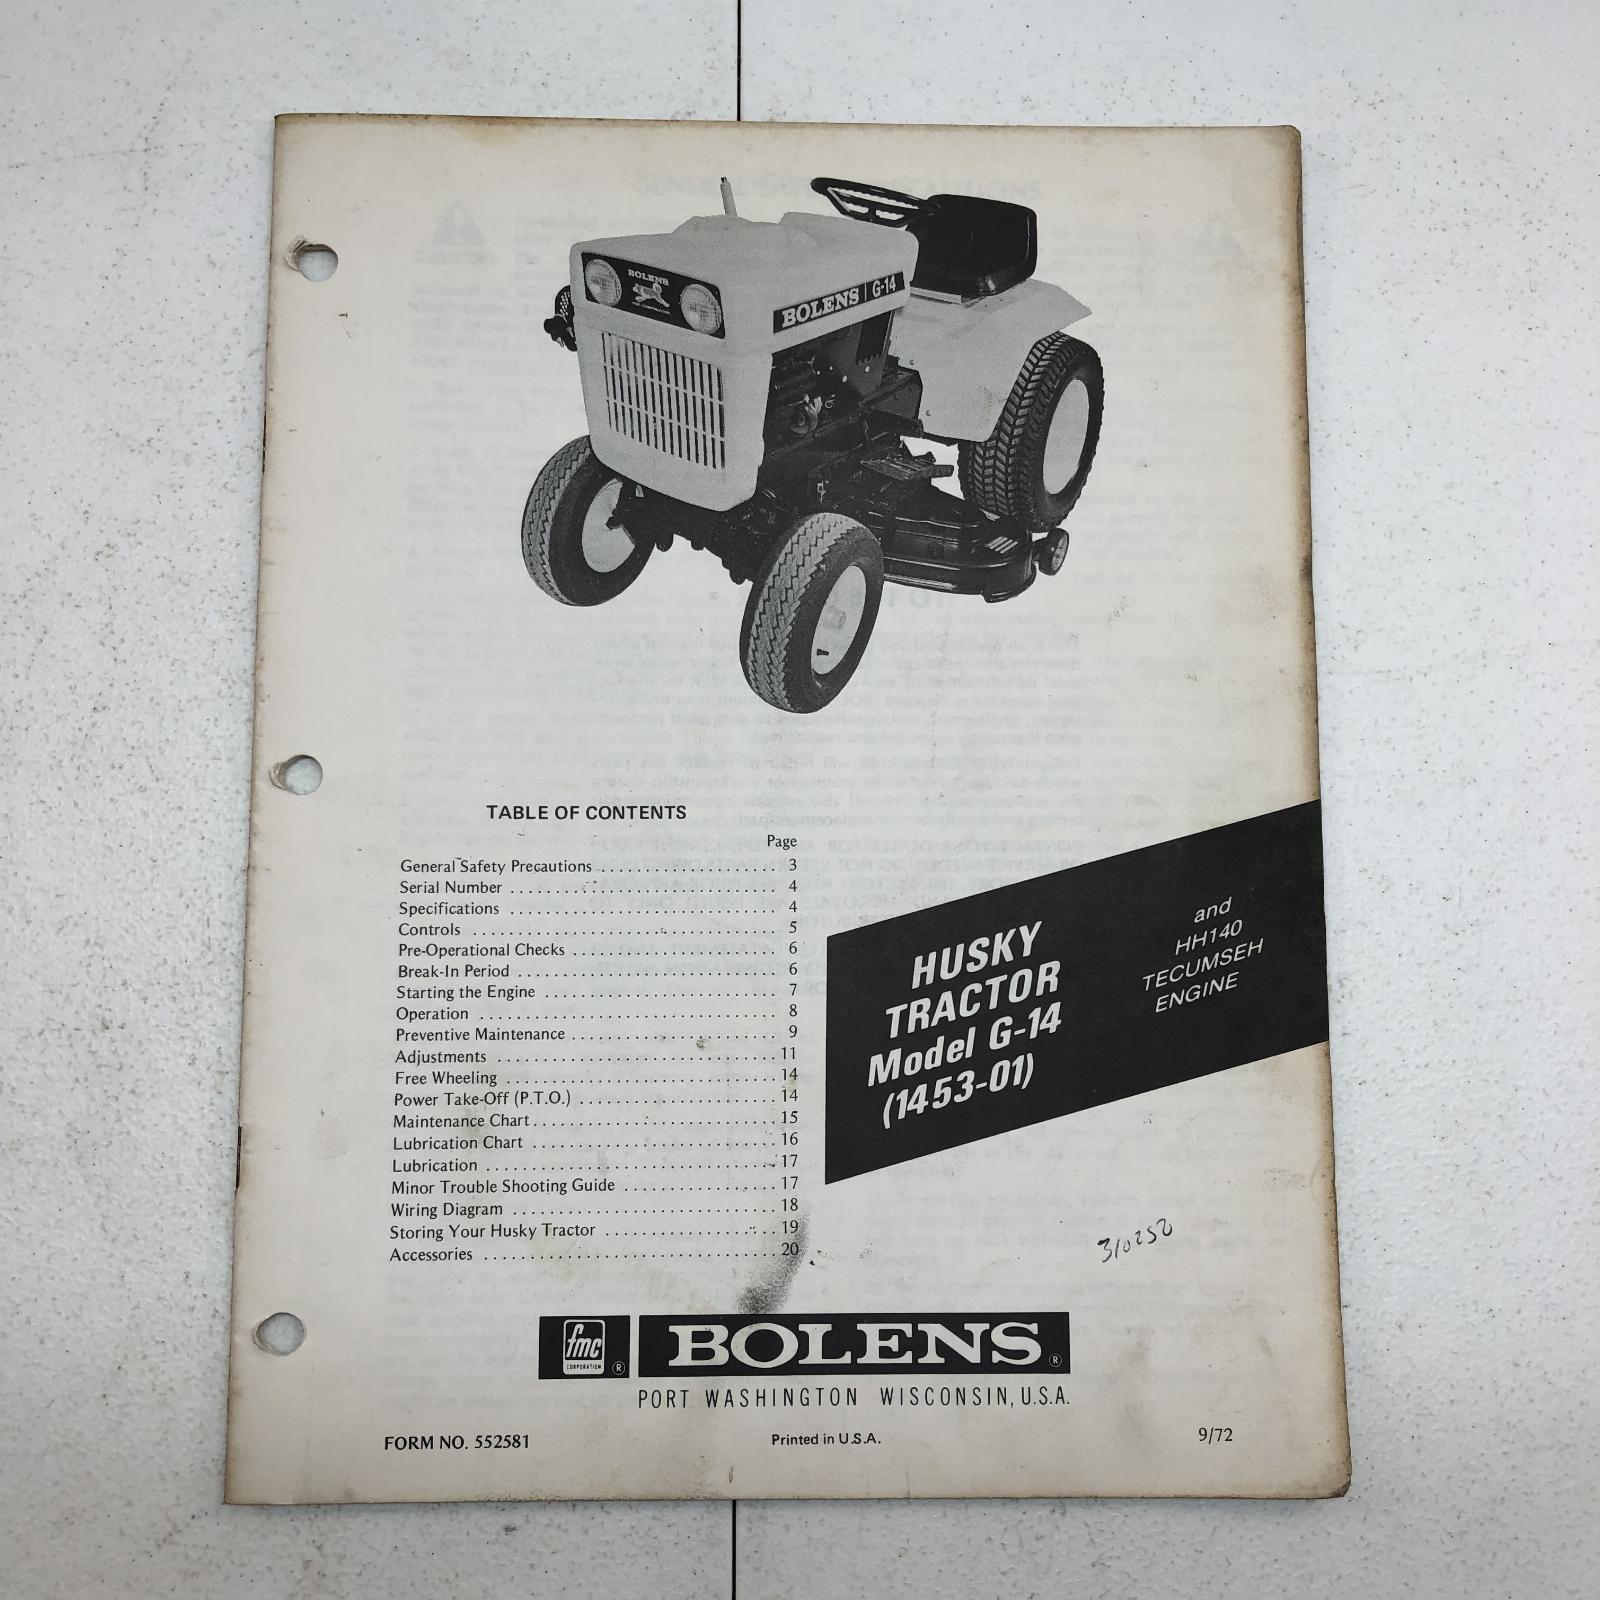 BOLENS
FMC CORPORATION
BOLENS G-14
TABLE OF CONTENTS
Page
General Safety Precautions .................... 3
Serial Number .............................. 4
Specifications .............................. 4
Controls .................................. 5
Pre-Operational Checks ....................... 6
Break-In Period ............................. 6
Starting the Engine .......................... 7
Operation ................................. 8
Preventive Maintenance ....................... 9
Adjustments ............................... 11
Free Wheeling .............................. 14
Power Take-Off (P.T.O.) ...................... 14
Maintenance Chart ........................... 15
Lubrication Chart ........................... 16
Lubrication ................................ 17
Minor Trouble Shooting Guide ................. 17
Wiring Diagram ............................. 18
Storing Your Husky Tractor ................... 19
Accessories ................................ 20
HUSKY
TRACTOR
Model G-14
(1453-01)
and
HH140
TECUMSEH
ENGINE
310250
fmc
CORPORATION
®
BOLENS®
PORT WASHINGTON WISCONSIN, U.S.A.
FORM NO. 552581
Printed in U.S.A.
9/72